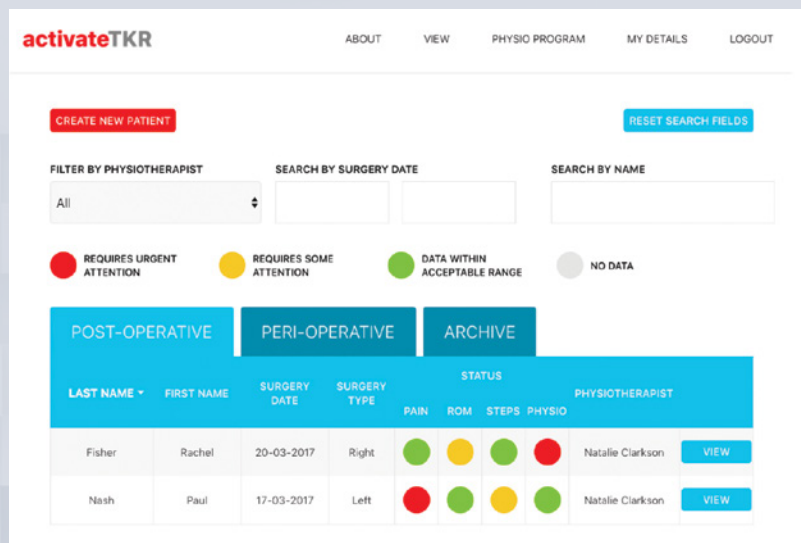 activateTKR
ABOUT VIEW PHYSIO PROGRAM MY DETAILS LOGOUT
CREATE NEW PATIENT
RESET SEARCH FIELDS
FILTER BY PHYSIOTHERAPIST
SEARCH BY SURGERY DATE
SEARCH BY NAME
All
REQUIRES URGENT
ATTENTION
REQUIRES SOME
ATTENTION
DATA WITHIN
ACCEPTABLE RANGE
NO DATA
POST-OPERATIVE PERI-OPERATIVE ARCHIVE
LAST NAME
FIRST NAME
SURGERY
DATE
SURGERY
TYPE
STATUS
PAIN ROM STEPS PHYSIO
PHYSIOTHERAPIST
Fisher Rachel 20-03-2017 Right Natalie Clarkson VIEW
Nash Paul 17-03-2017 Left Natalie Clarkson VIEW